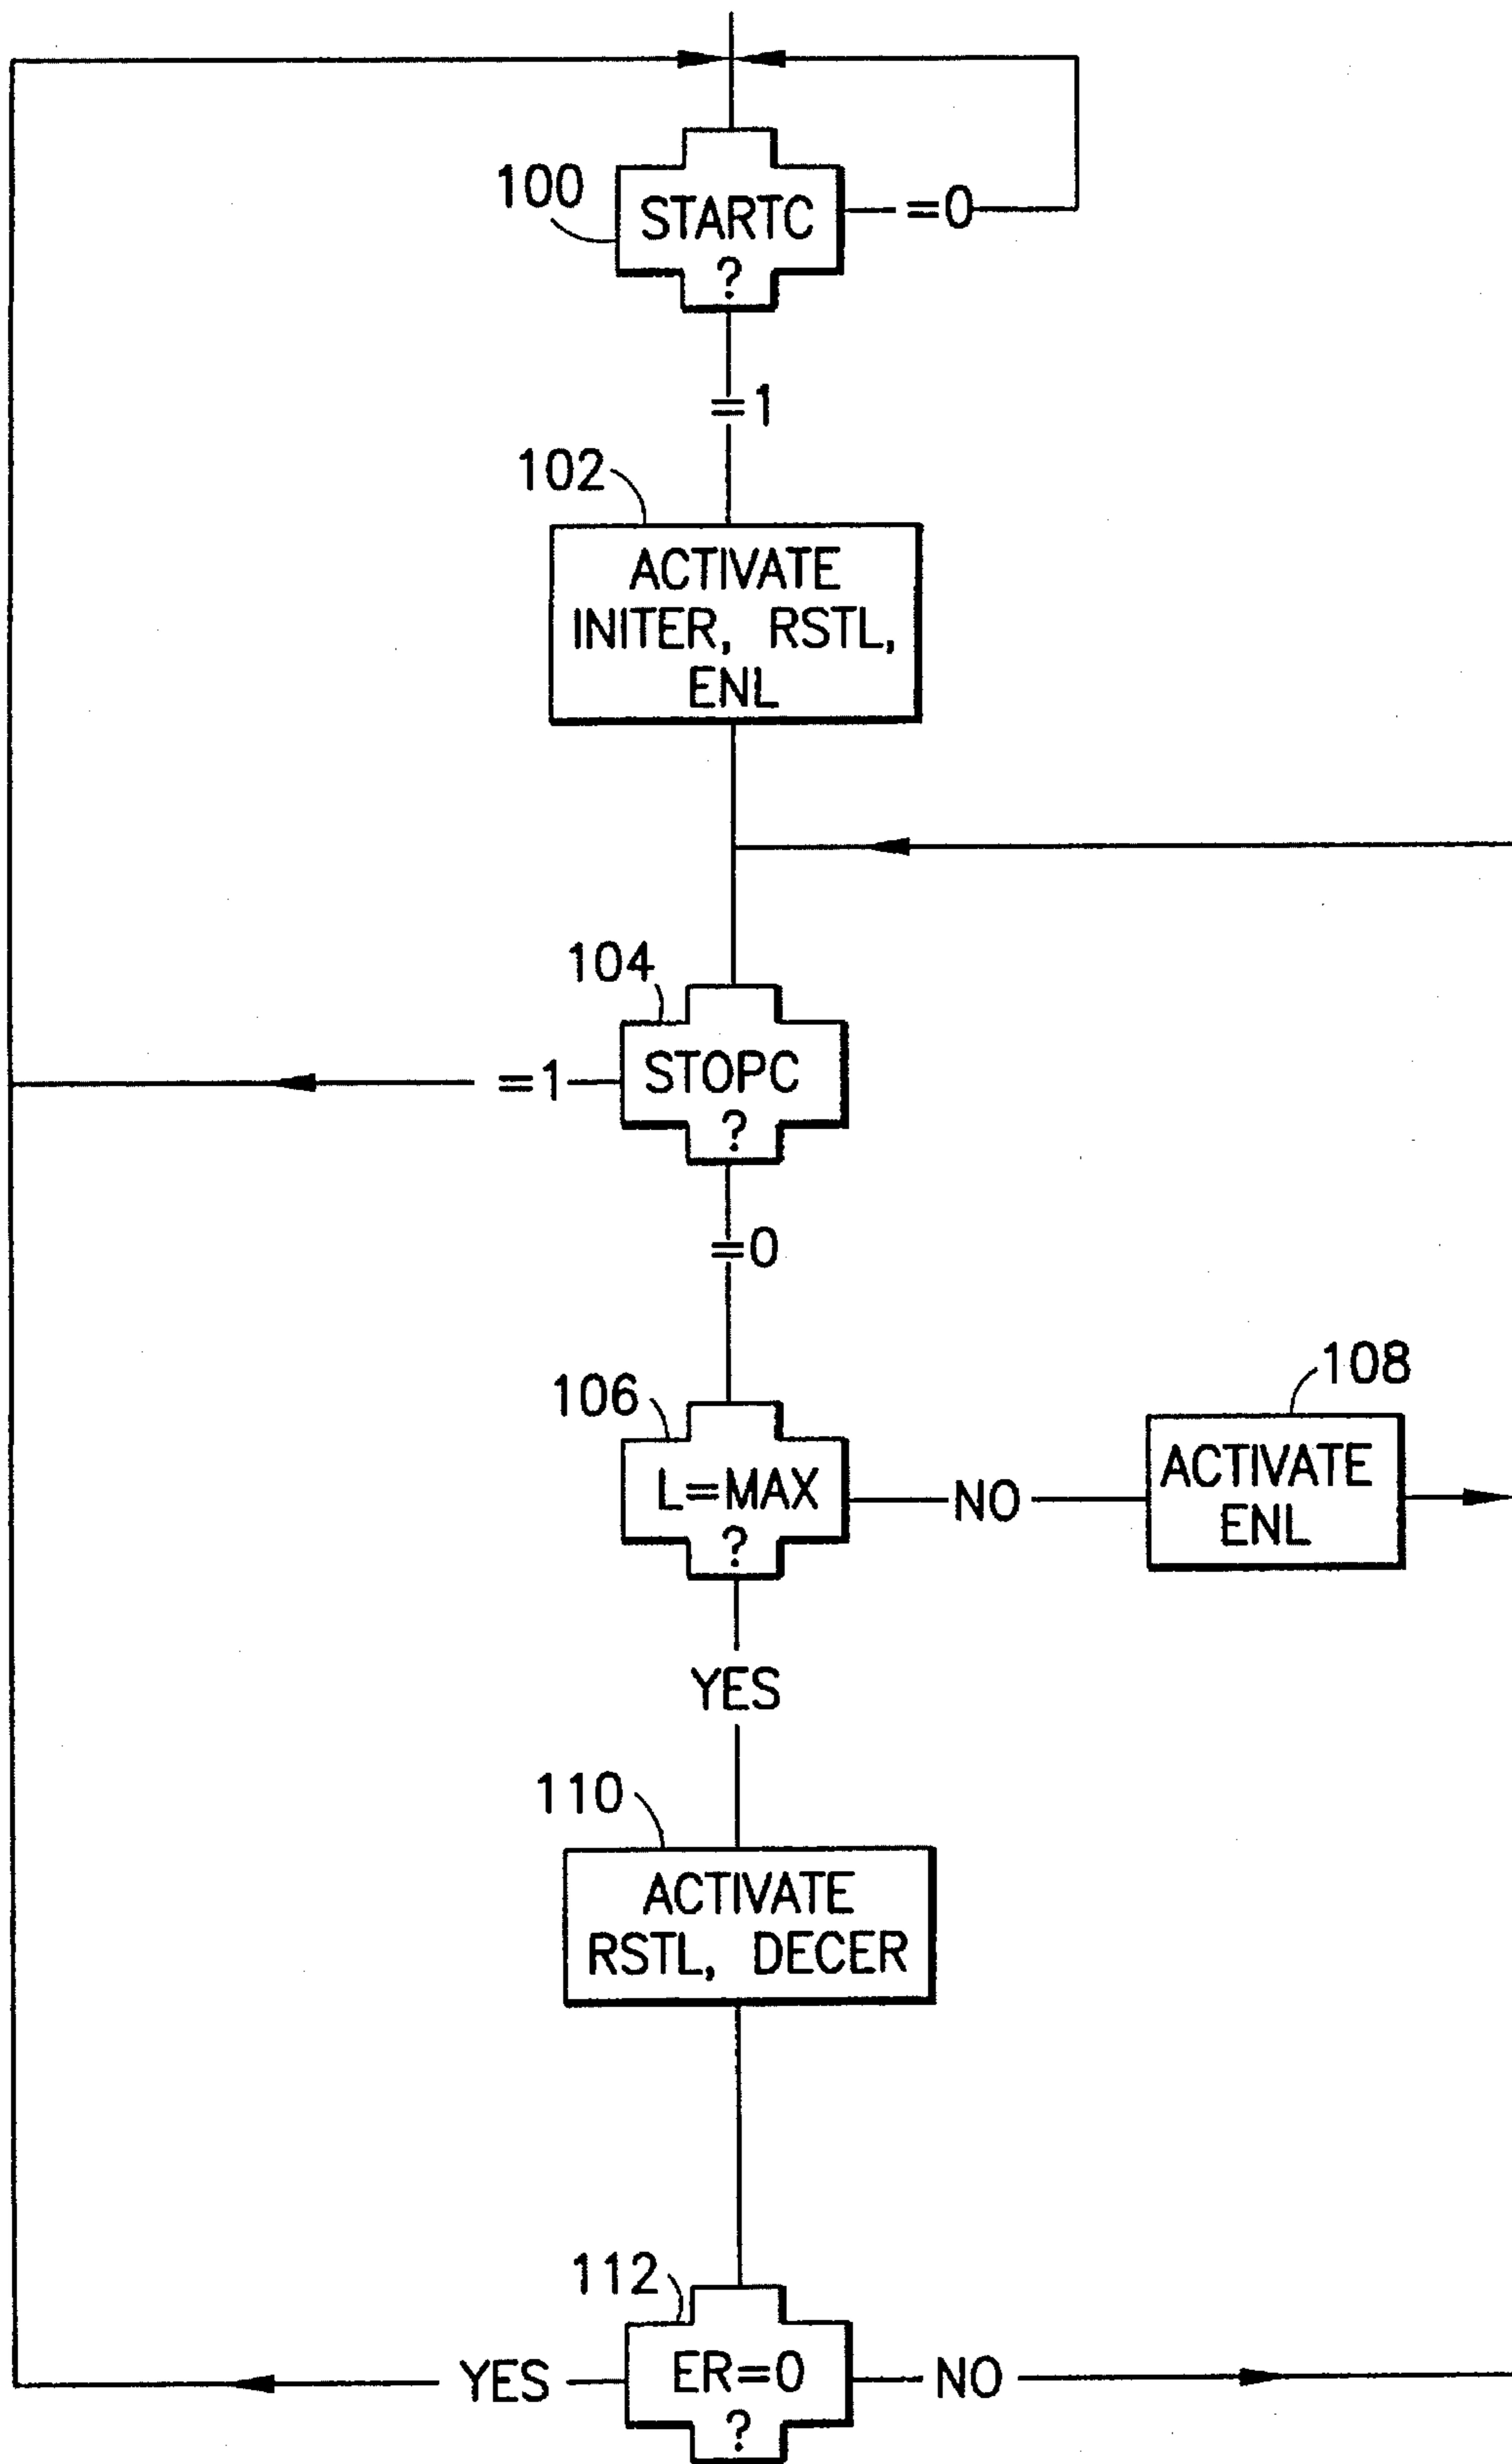 100
STARTC
?
=0
=1
102
ACTIVATE
INITER, RSTL,
ENL
104
STOPC
?
=1
=0
106
L=MAX
?
NO
108
ACTIVATE
ENL
YES
110
ACTIVATE
RSTL, DECER
112
ER=0
?
YES
NO